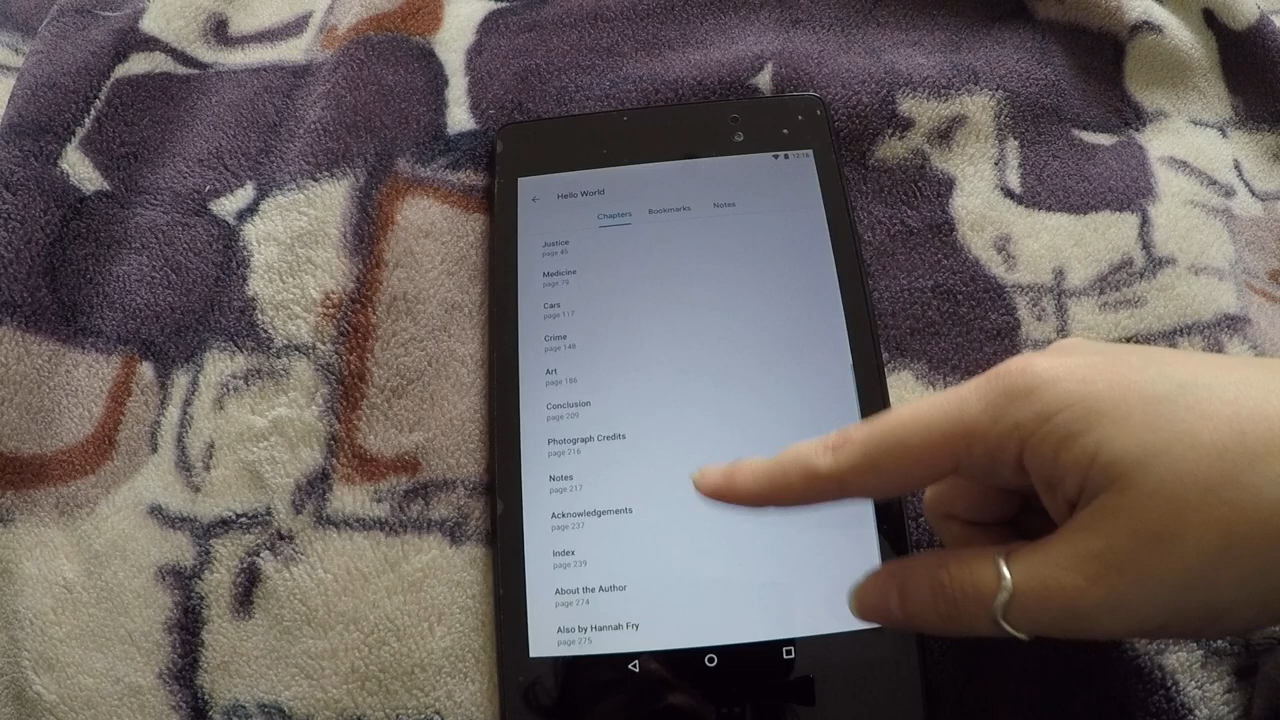 12:16
Hello World
Chapters Bookmarks Notes
Justice
page 45
Medicine
page 79
Cars
page 117
Crime
page 148
Art
page 186
Conclusion
page 209
Photograph Credits
page 216
Notes
page 217
Acknowledgements
page 237
Index
page 239
About the Author
page 274
Also by Hannah Fry
page 275